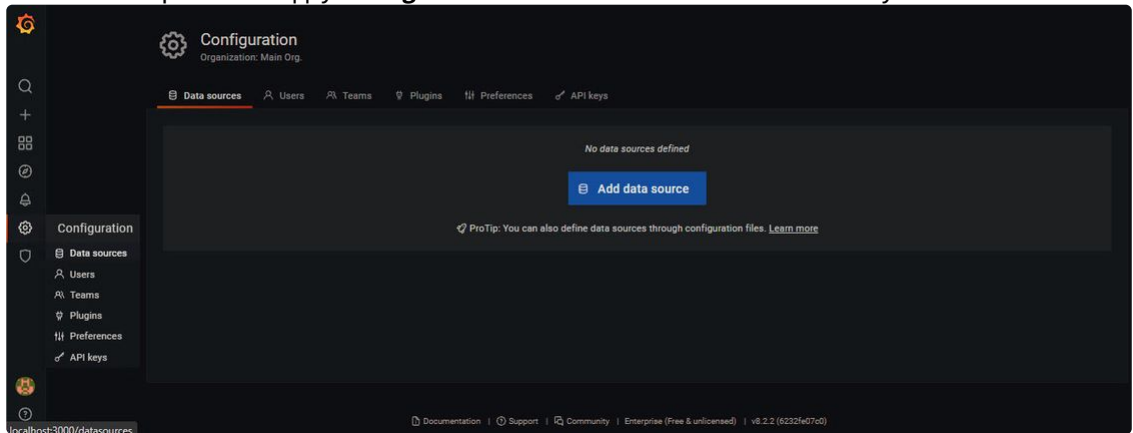 Configuration
Organization: Main Org.
Data sources Users Teams Plugins Preferences API keys
No data sources defined
Add data source
ProTip: You can also define data sources through configuration files. Learn more
Configuration
Data sources
Users
Teams
Plugins
Preferences
API keys
Documentation | Support | Community | Enterprise (Free & unlicensed) | v8.2.2 (6232fe07c0)
localhost:3000/datasources